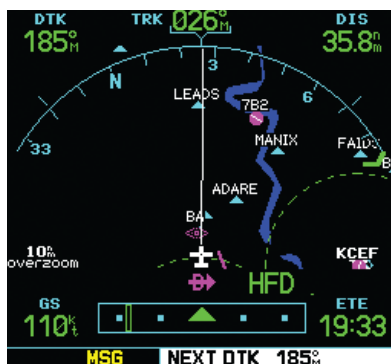 DTK 185°M
TRK 026°M
DIS 35.8nm
N
3
6
33
LEADS
7B2
MANIX
FAIDS
B
ADARE
BA
10nm
overzoom
KCEF
HFD
D
GS 110kt
ETE 19:33
MSG
NEXT DTK 185°M